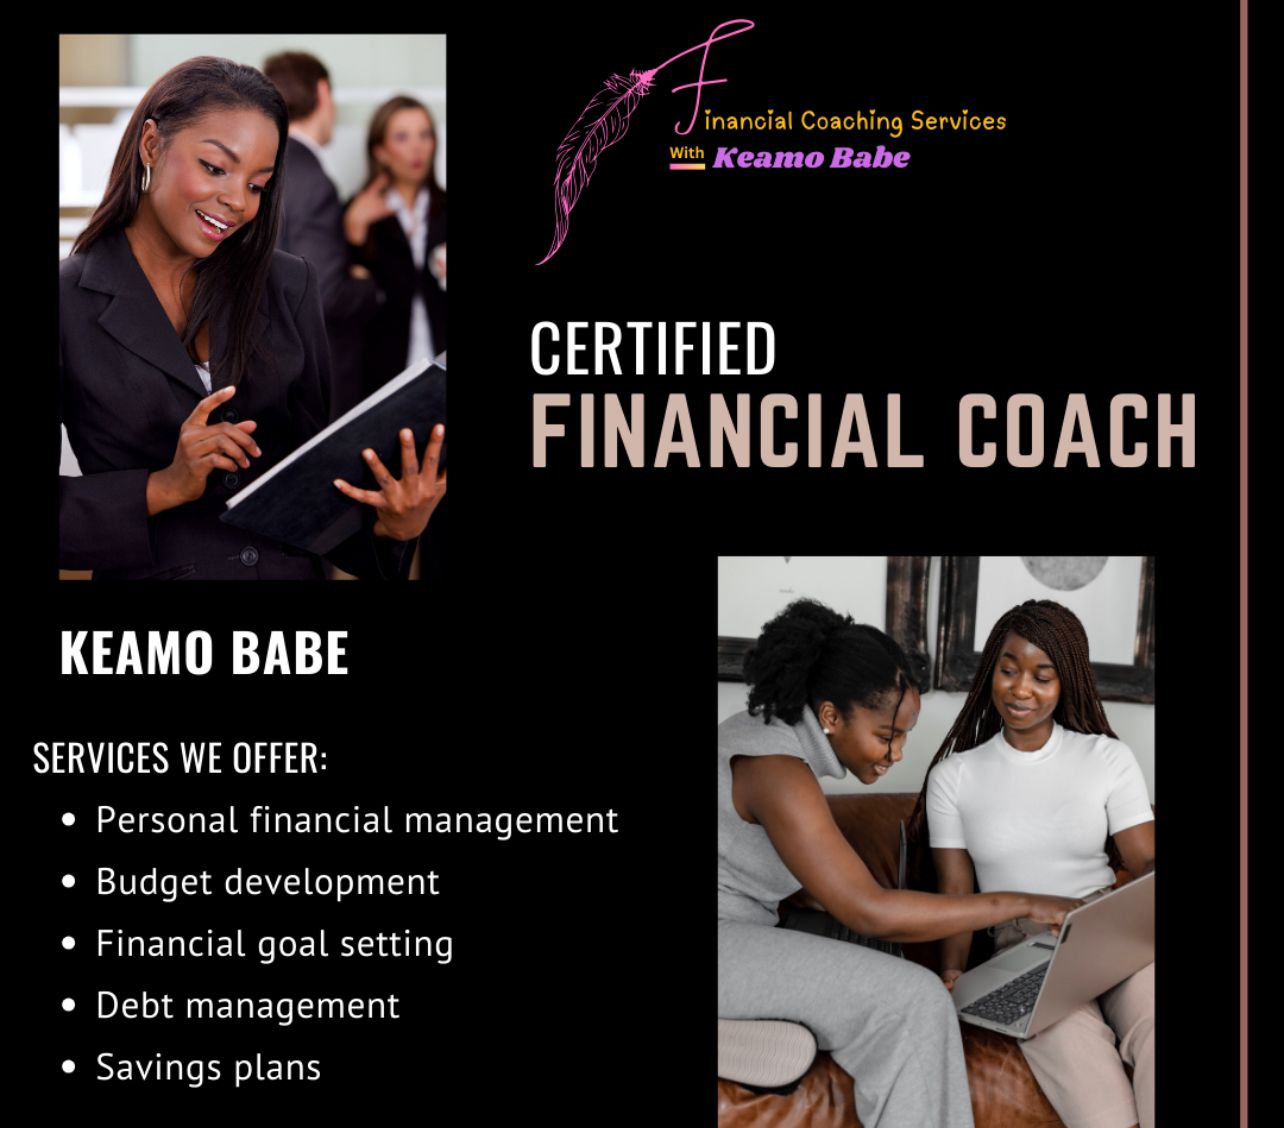 Financial Coaching Services
With Keamo Babe
CERTIFIED
FINANCIAL COACH
KEAMO BABE
SERVICES WE OFFER:
• Personal financial management
• Budget development
• Financial goal setting
• Debt management
• Savings plans